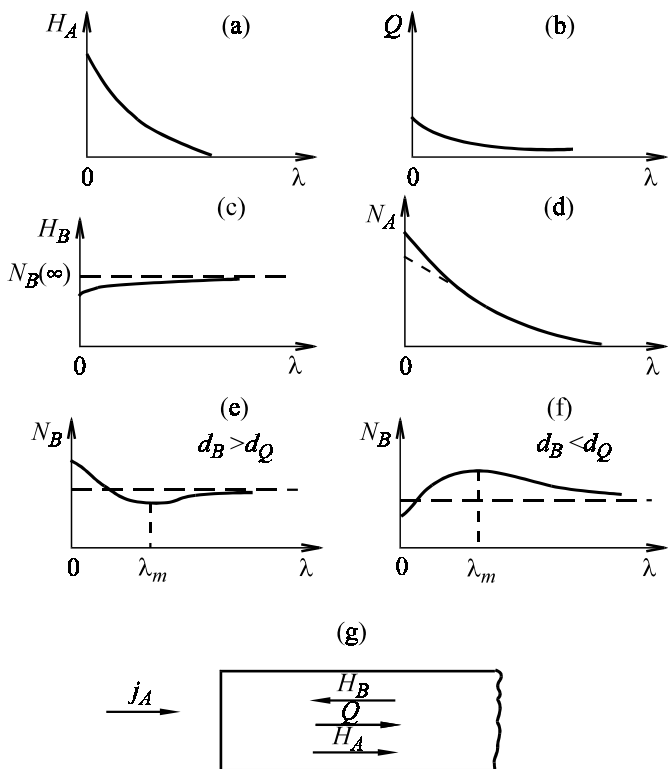 H_A (a) Q (b)
0 λ 0 λ
(c) (d)
H_B N_A
N_B(∞)
0 λ 0 λ
(e) (f)
N_B d_B>d_Q N_B d_B<d_Q
0 λ_m λ 0 λ_m λ
(g)
j_A H_B
Q
H_A